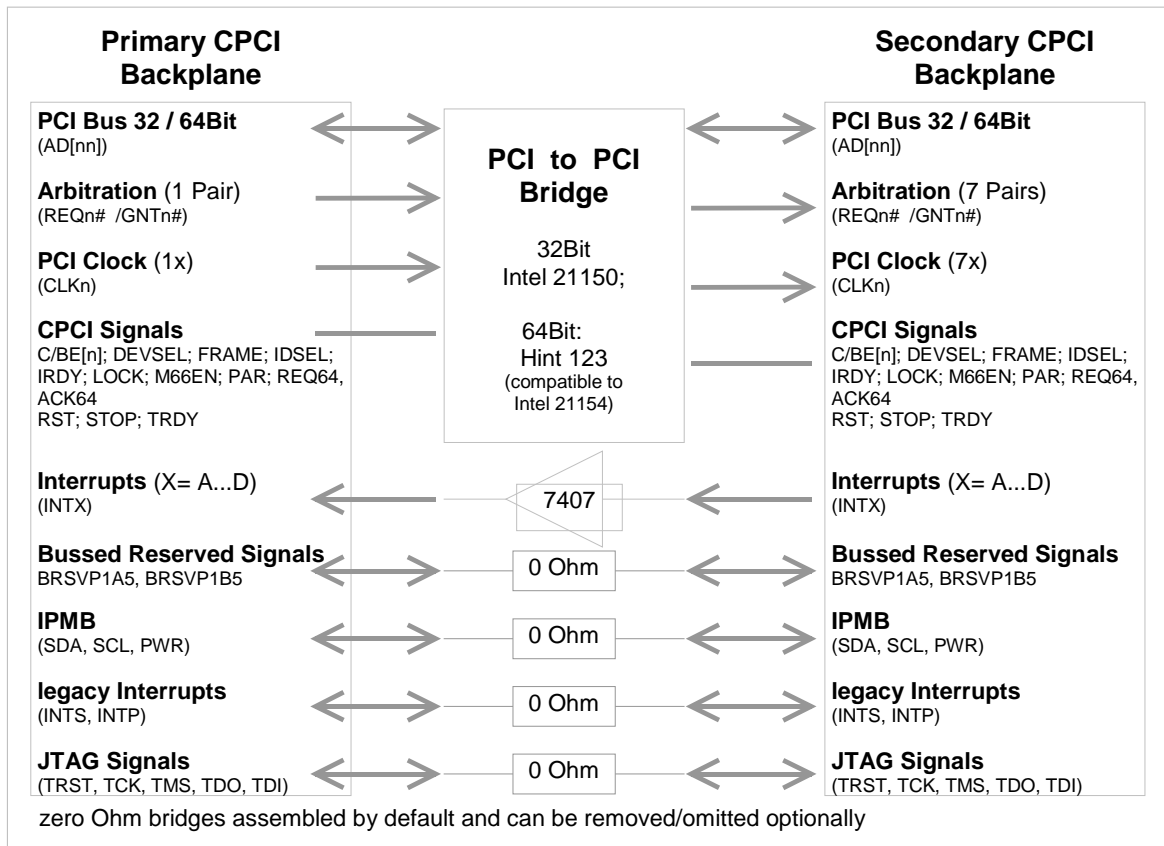 Primary CPCI
Backplane
PCI Bus 32 / 64Bit
(AD[nn])
Arbitration (1 Pair)
(REQn# /GNTn#)
PCI Clock (1x)
(CLKn)
CPCI Signals
C/BE[n]; DEVSEL; FRAME; IDSEL;
IRDY; LOCK; M66EN; PAR; REQ64,
ACK64
RST; STOP; TRDY
Interrupts (X= A...D)
(INTX)
Bussed Reserved Signals
BRSVP1A5, BRSVP1B5
IPMB
(SDA, SCL, PWR)
legacy Interrupts
(INTS, INTP)
JTAG Signals
(TRST, TCK, TMS, TDO, TDI)
PCI to PCI
Bridge
32Bit
Intel 21150;
64Bit:
Hint 123
(compatible to
Intel 21154)
7407
0 Ohm
0 Ohm
0 Ohm
0 Ohm
Secondary CPCI
Backplane
PCI Bus 32 / 64Bit
(AD[nn])
Arbitration (7 Pairs)
(REQn# /GNTn#)
PCI Clock (7x)
(CLKn)
CPCI Signals
C/BE[n]; DEVSEL; FRAME; IDSEL;
IRDY; LOCK; M66EN; PAR; REQ64,
ACK64
RST; STOP; TRDY
Interrupts (X= A...D)
(INTX)
Bussed Reserved Signals
BRSVP1A5, BRSVP1B5
IPMB
(SDA, SCL, PWR)
legacy Interrupts
(INTS, INTP)
JTAG Signals
(TRST, TCK, TMS, TDO, TDI)
zero Ohm bridges assembled by default and can be removed/omitted optionally